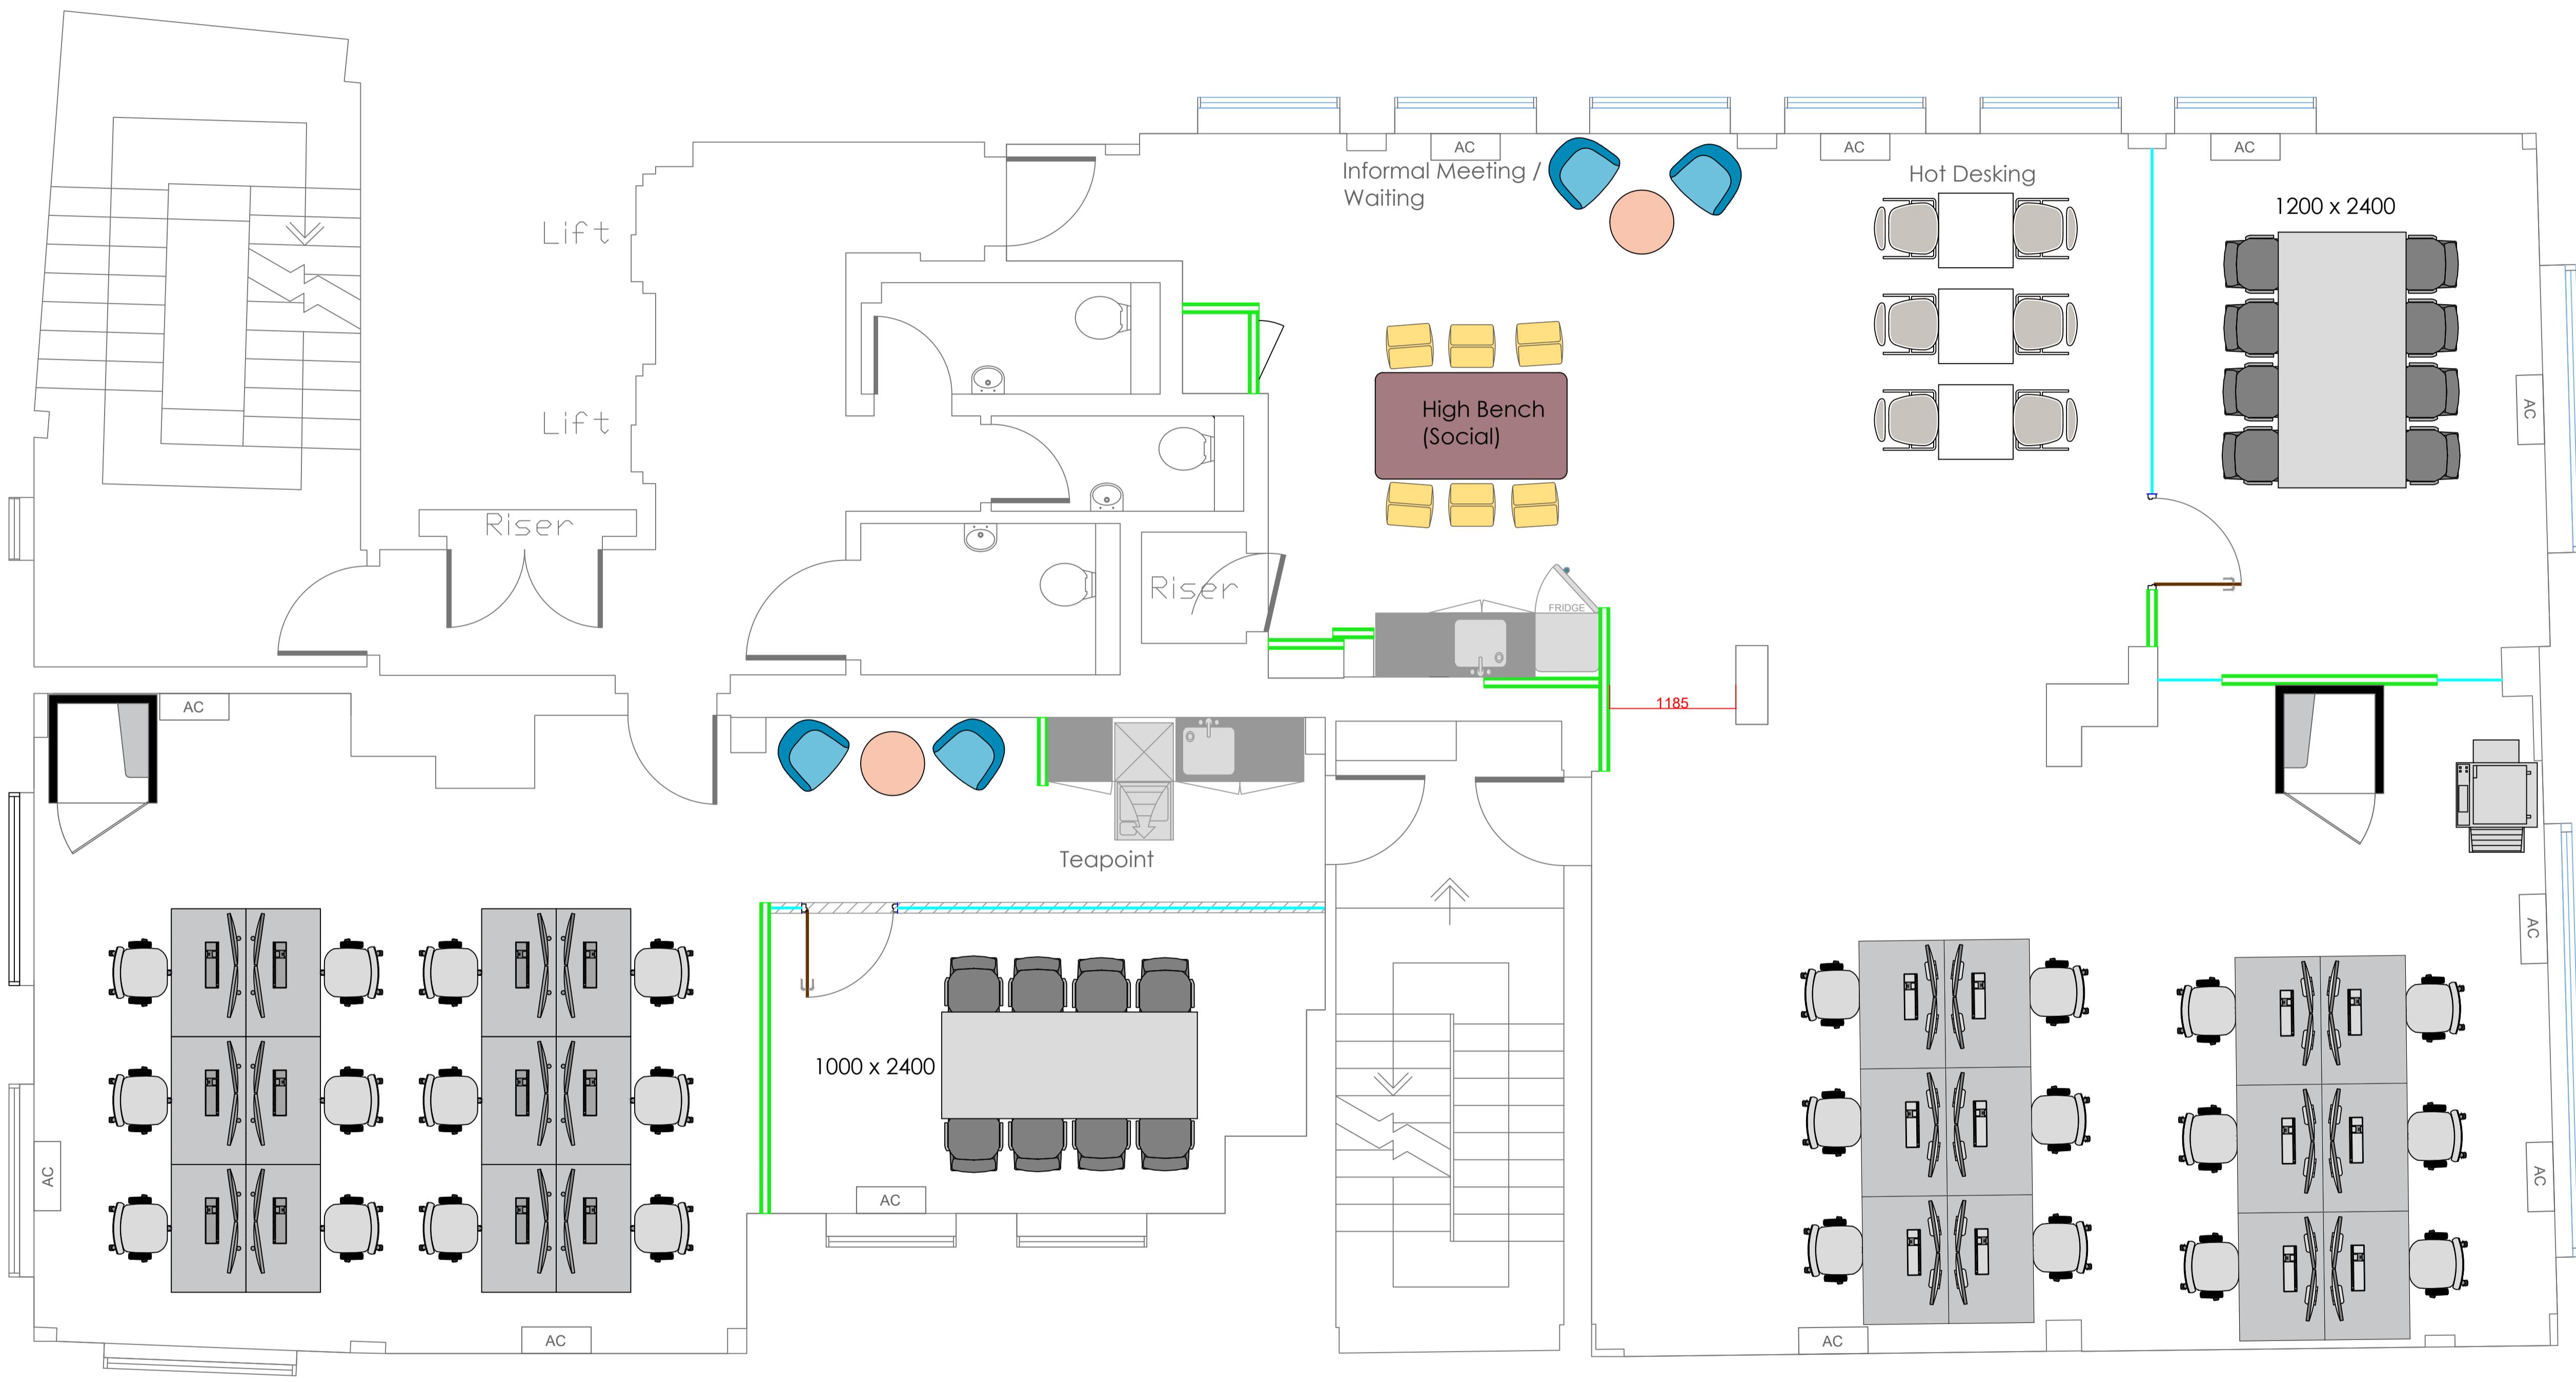 AC
AC
AC
Informal Meeting /
Waiting
Hot Desking
1200 x 2400
Lift
Lift
High Bench
(Social)
AC
Riser
Riser
FRIDGE
1185
AC
Teapoint
AC
1000 x 2400
AC
AC
AC
AC
AC